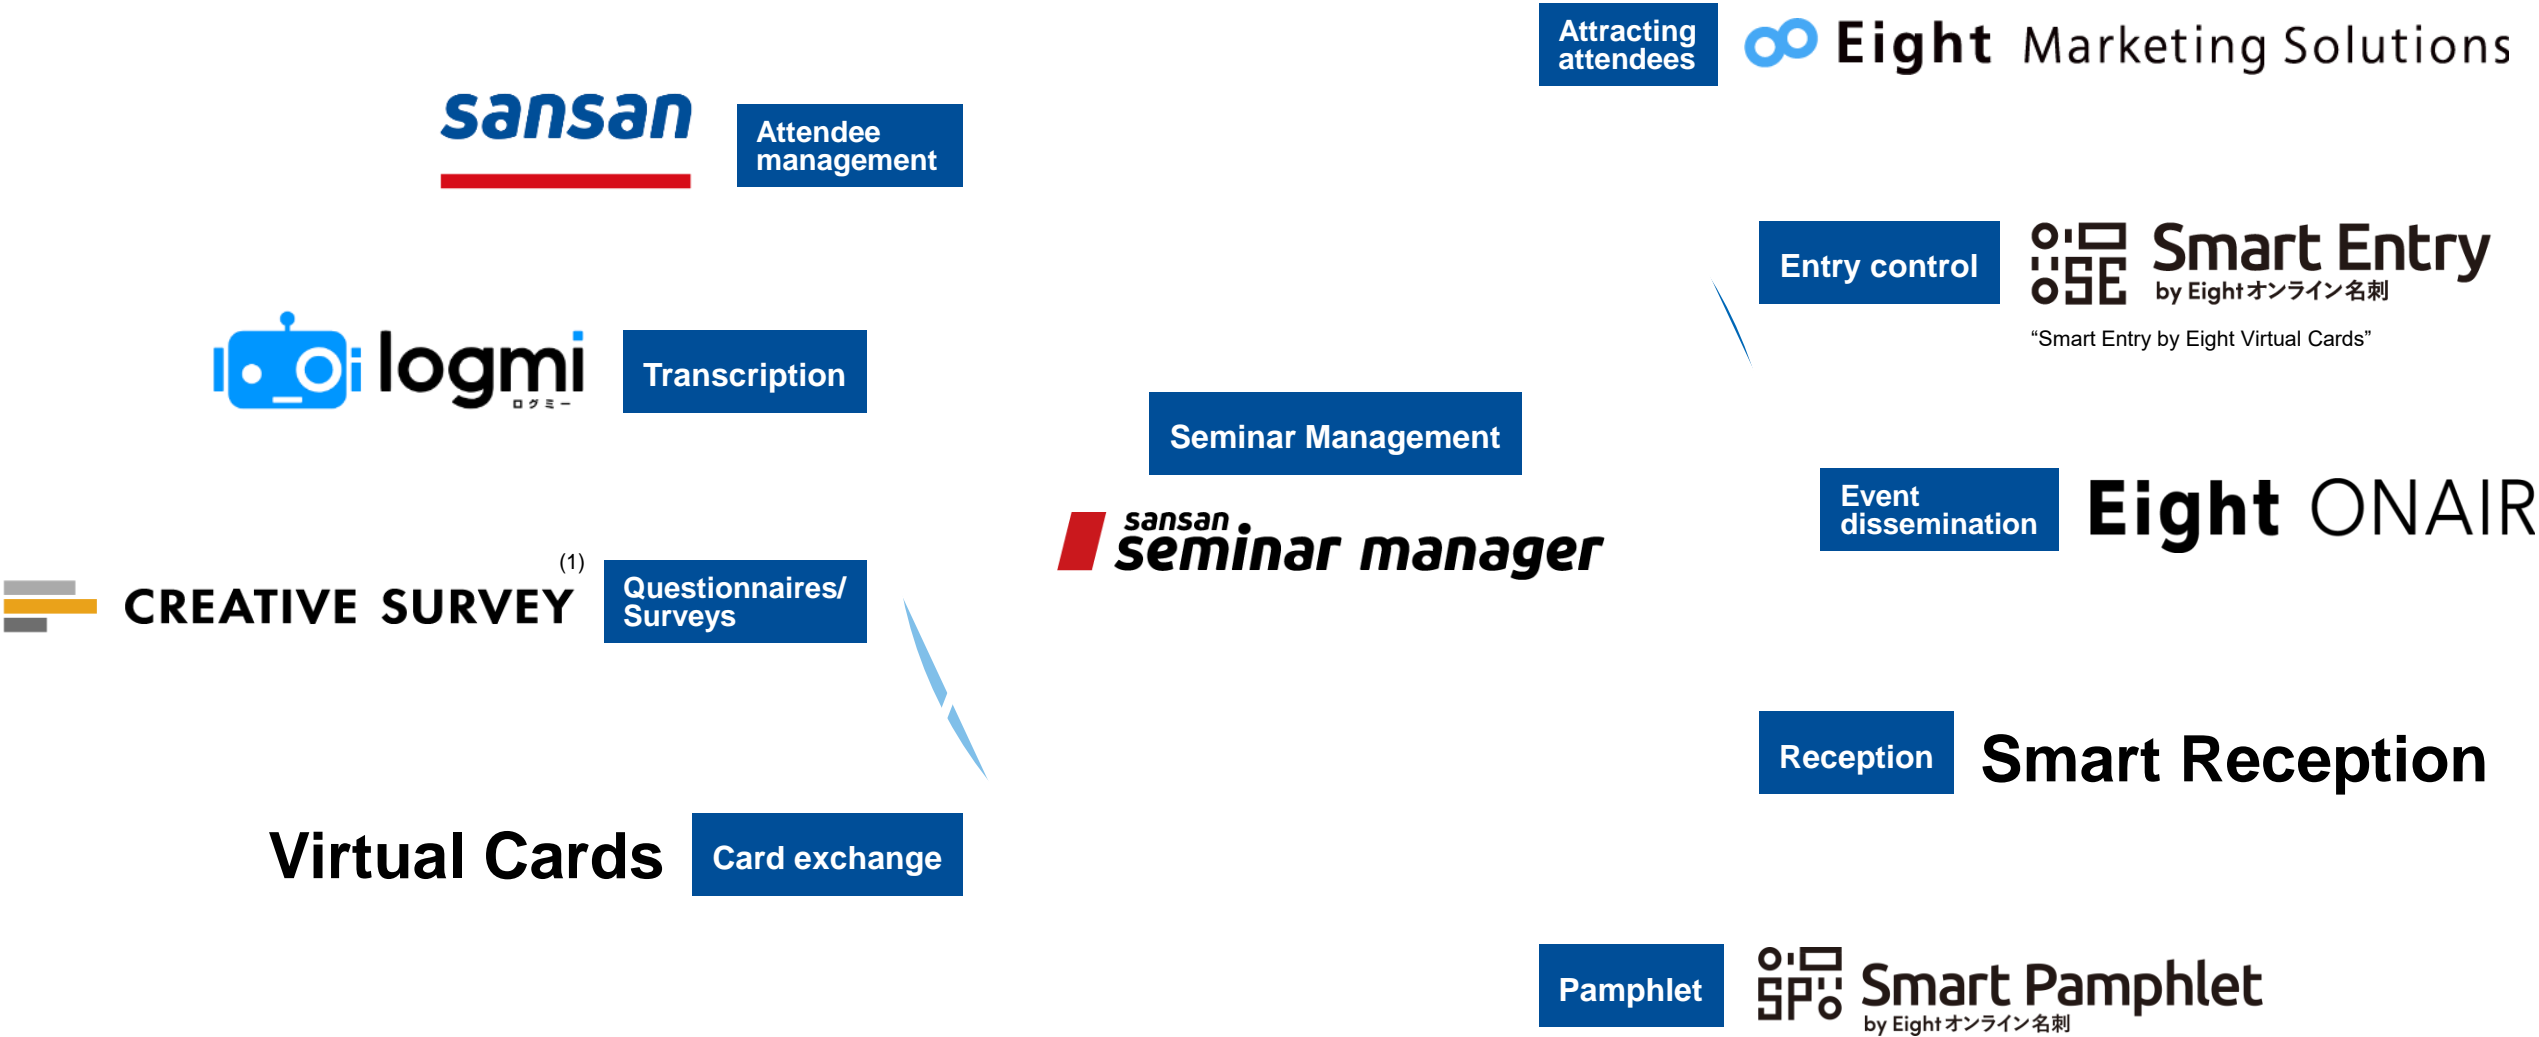 Attracting
attendees
Eight Marketing Solutions
sansan
Attendee
management
Entry control
Smart Entry
by Eightオンライン名刺
“Smart Entry by Eight Virtual Cards”
logmi
ログミー
Transcription
Seminar Management
sansan
seminar manager
Event
dissemination
Eight ONAIR
CREATIVE SURVEY
(1)
Questionnaires/
Surveys
Reception
Smart Reception
Virtual Cards
Card exchange
Pamphlet
Smart Pamphlet
by Eightオンライン名刺